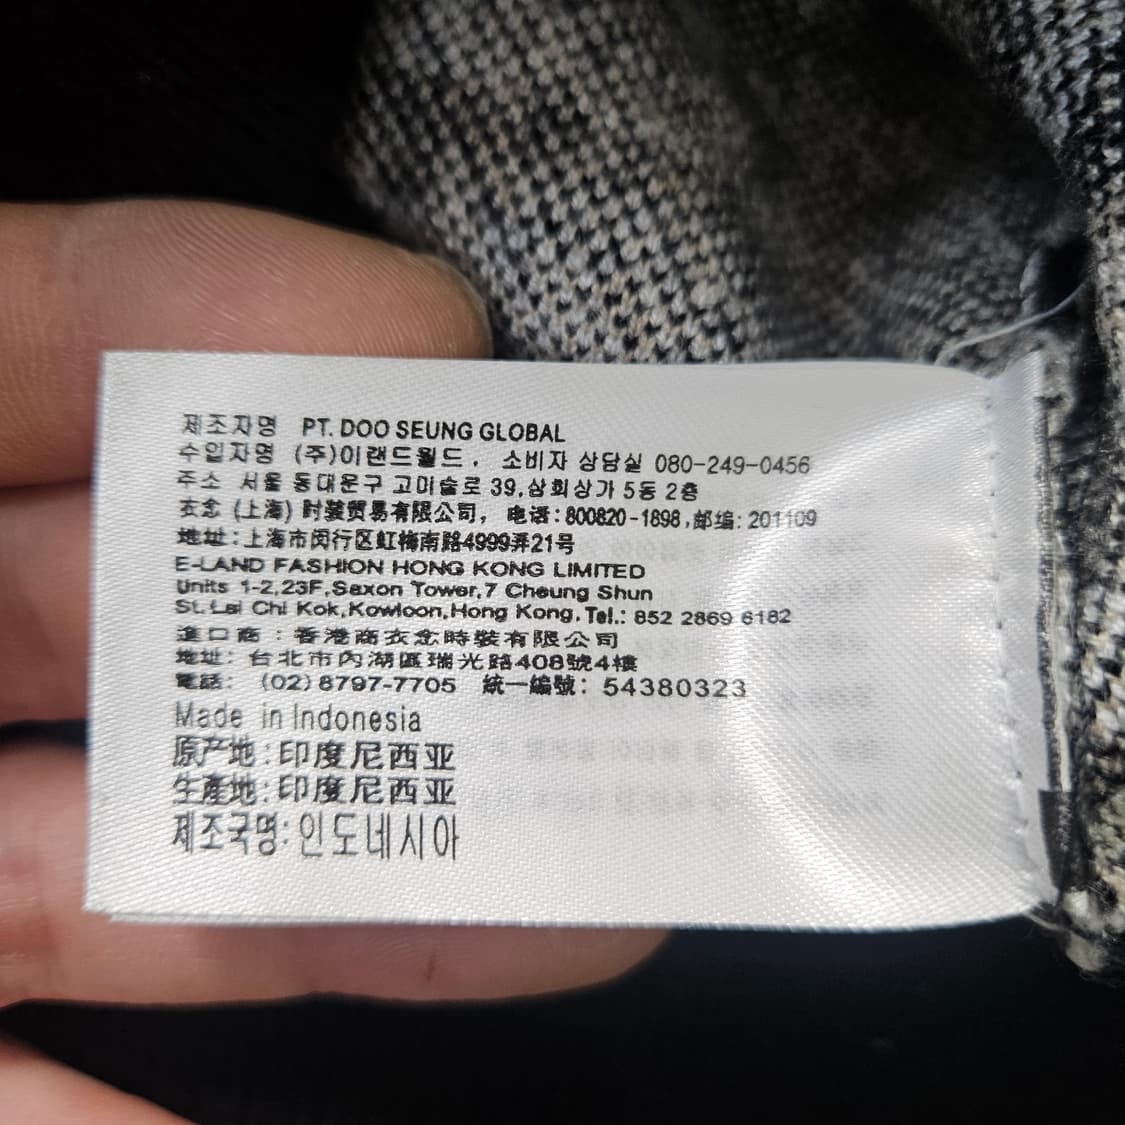 제조자명 PT. DOO SEUNG GLOBAL
수입자명 (주)이랜드월드, 소비자 상담실 080-249-0456
주소 서울 동대문구 고미술로 39,삼희상가 5동 2층
衣念 (上海) 时裝贸易有限公司, 电话:800820-1898,邮编:201109
地址:上海市闵行区虹梅南路4999弄21号
E-LAND FASHION HONG KONG LIMITED
Units 1-2,23F,Saxon Tower,7 Cheung Shun
St.Lai Chi Kok,Kowloon,Hong Kong.Tel.: 852 2869 6182
進口商：香港商衣念時裝有限公司
地址：台北市內湖區瑞光路408號4樓
電話： (02)8797-7705 統一編號: 54380323
Made in Indonesia
原产地:印度尼西亚
生產地:印度尼西亚
제조국명:인도네시아